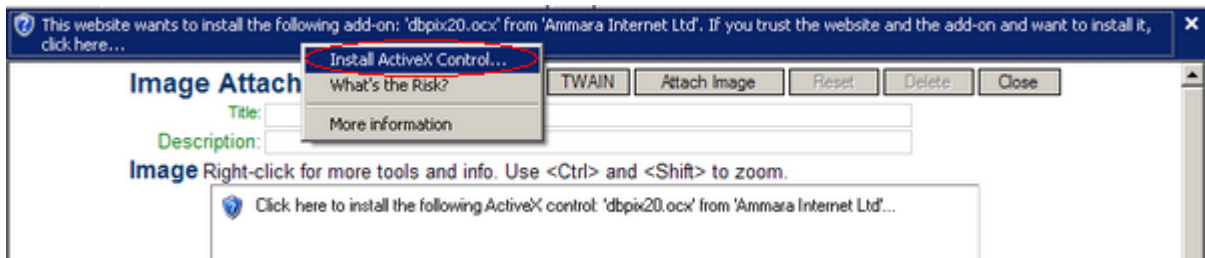 This website wants to install the following add-on: 'dbpix20.ocx' from 'Ammara Internet Ltd'. If you trust the website and the add-on and want to install it,
click here...
Install ActiveX Control...
What's the Risk?
More information
Image Attach
TWAIN Attach Image Reset Delete Close
Title:
Description:
Image Right-click for more tools and info. Use <Ctrl> and <Shift> to zoom.
Click here to install the following ActiveX control: 'dbpix20.ocx' from 'Ammara Internet Ltd'...